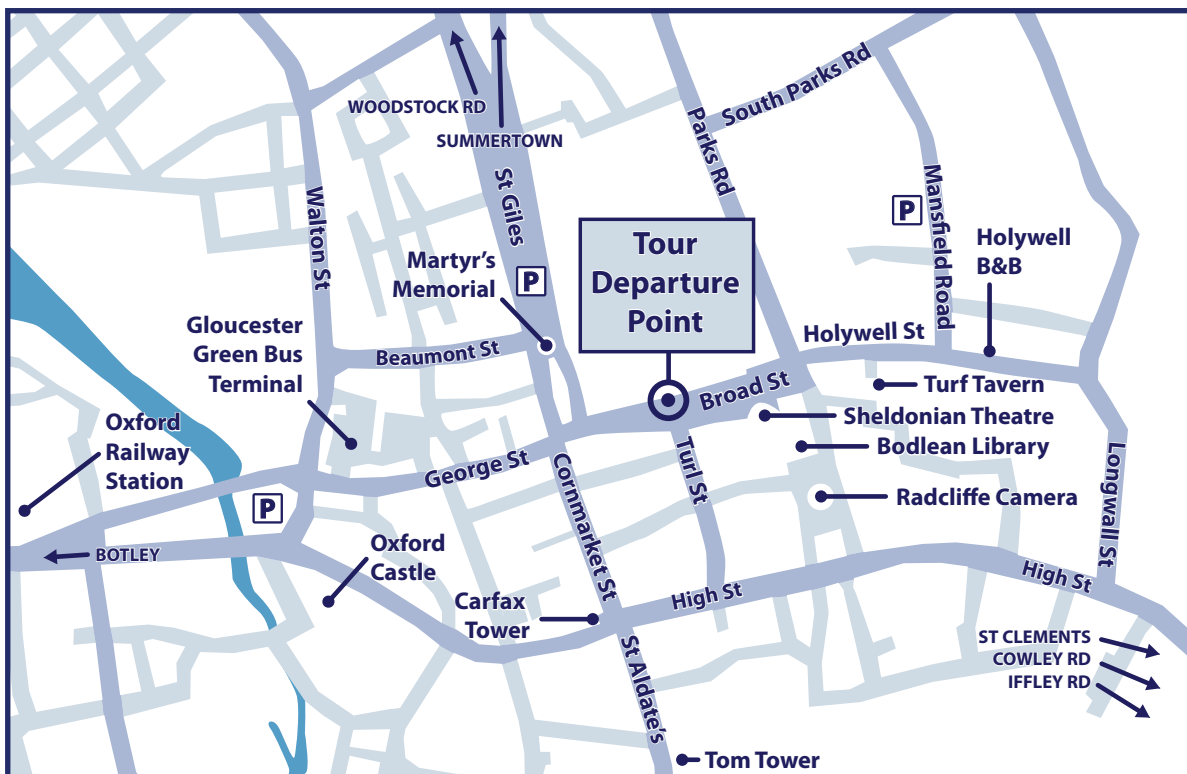 WOODSTOCK RD
SUMMERTOWN
South Parks Rd
Parks Rd
Walton St
St Giles
P
Mansfield Road
Tour
Departure
Point
Holywell
B&B
Martyr's
Memorial
P
Gloucester
Green Bus
Terminal
Beaumont St
Holywell St
Broad St
Turf Tavern
Sheldonian Theatre
Bodlean Library
Oxford
Railway
Station
George St
Cornmarket St
Turl St
Longwall St
Radcliffe Camera
P
BOTLEY
Oxford
Castle
Carfax
Tower
High St
High St
St Aldate's
ST CLEMENTS
COWLEY RD
IFFLEY RD
Tom Tower